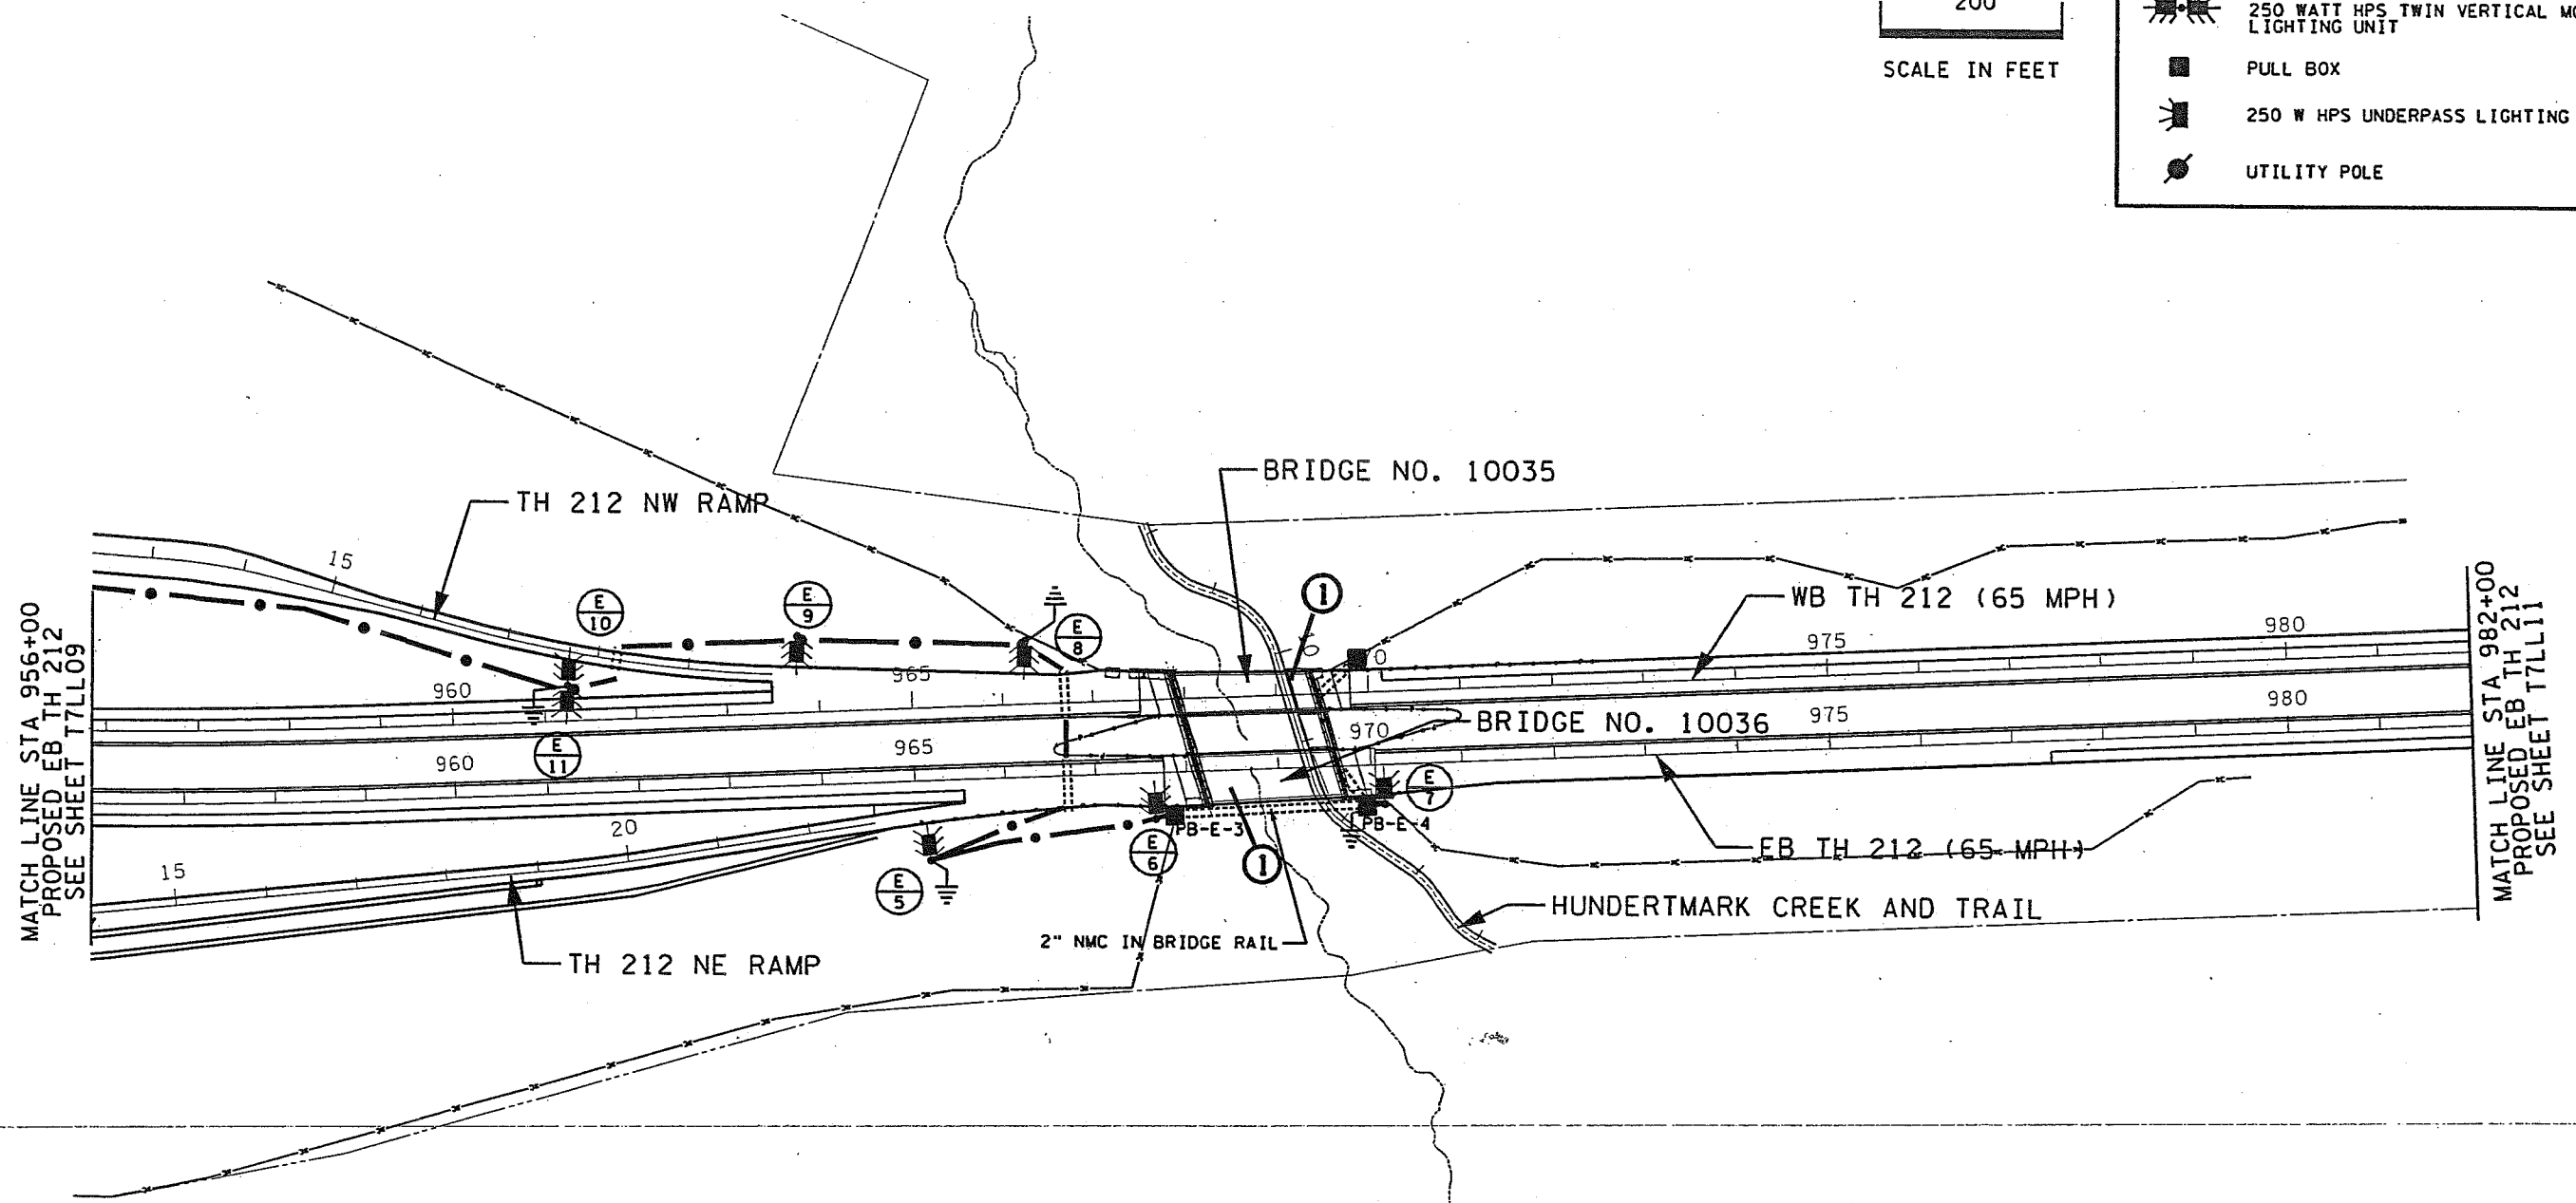 200
SCALE IN FEET
250 WATT HPS TWIN VERTICAL
LIGHTING UNIT
PULL BOX
250 W HPS UNDERPASS LIGHTING
UTILITY POLE
BRIDGE NO. 10035
TH 212 NW RAMP
15
E
10
E
9
E
8
1
WB TH 212 (65 MPH)
975
980
965
960
E
11
BRIDGE NO. 10036
970
975
980
965
960
E
7
20
PB-E-3
PB-E-4
E
6
1
EB TH 212 (65 MPH)
15
E
5
HUNDERTMARK CREEK AND TRAIL
2" NMC IN BRIDGE RAIL
TH 212 NE RAMP
MATCH LINE STA 956+00
PROPOSED EB TH 212
SEE SHEET T7LL09
MATCH LINE STA 982+00
PROPOSED EB TH 212
SEE SHEET T7LL11